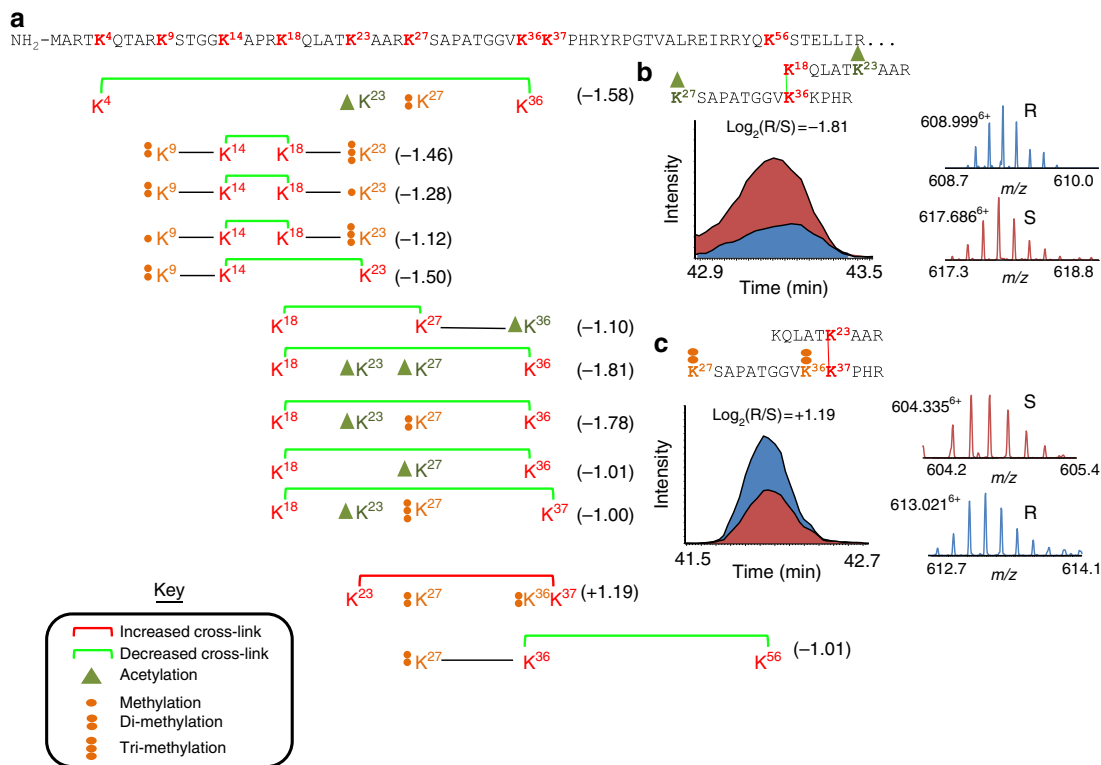 a
NH₂–MARTK⁴QTARK⁹STGGK¹⁴APRK¹⁸QLATK²³AARK²⁷SAPATGGVK³⁶K³⁷PHRYRPGTVALREIRRYQK⁵⁶STELLIR...
K⁴ K²³ K²⁷ K³⁶ (–1.58)
K⁹ K¹⁴ K¹⁸ K²³ (–1.46)
K⁹ K¹⁴ K¹⁸ K²³ (–1.28)
K⁹ K¹⁴ K¹⁸ K²³ (–1.12)
K⁹ K¹⁴ K²³ (–1.50)
K¹⁸ K²⁷ K³⁶ (–1.10)
K¹⁸ K²³ K²⁷ K³⁶ (–1.81)
K¹⁸ K²³ K²⁷ K³⁶ (–1.78)
K¹⁸ K²⁷ K³⁶ (–1.01)
K¹⁸ K²³ K²⁷ K³⁷ (–1.00)
K²³ K²⁷ K³⁶ K³⁷ (+1.19)
K²⁷ K³⁶ K⁵⁶ (–1.01)
Key
Increased cross-link
Decreased cross-link
Acetylation
Methylation
Di-methylation
Tri-methylation
b
K¹⁸QLATK²³AAR
K²⁷SAPATGGVK³⁶KPHR
Log₂(R/S)=–1.81
Intensity
42.9 43.5
Time (min)
608.999⁶⁺ R
608.7 610.0
m/z
617.686⁶⁺ S
617.3 618.8
m/z
c
KQLATK²³AAR
K²⁷SAPATGGVK³⁶K³⁷PHR
Log₂(R/S)=+1.19
Intensity
41.5 42.7
Time (min)
604.335⁶⁺ S
604.2 605.4
613.021⁶⁺ R
612.7 614.1
m/z